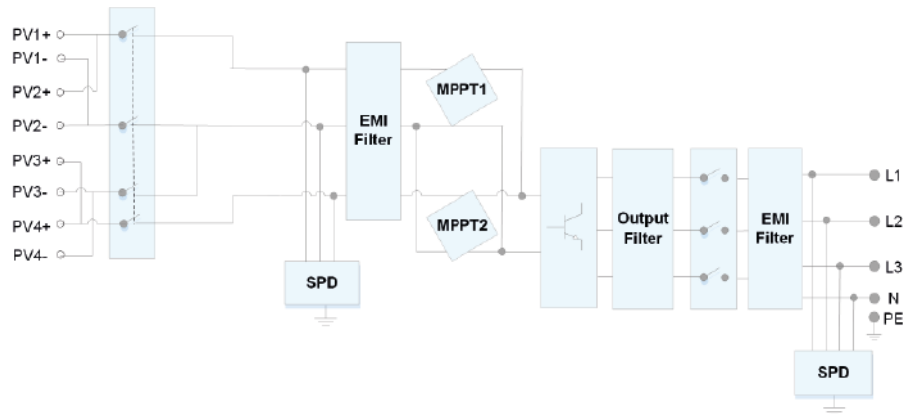 PV1+
PV1-
PV2+
PV2-
PV3+
PV3-
PV4+
PV4-
EMI
Filter
MPPT1
MPPT2
SPD
Output
Filter
EMI
Filter
L1
L2
L3
N
PE
SPD